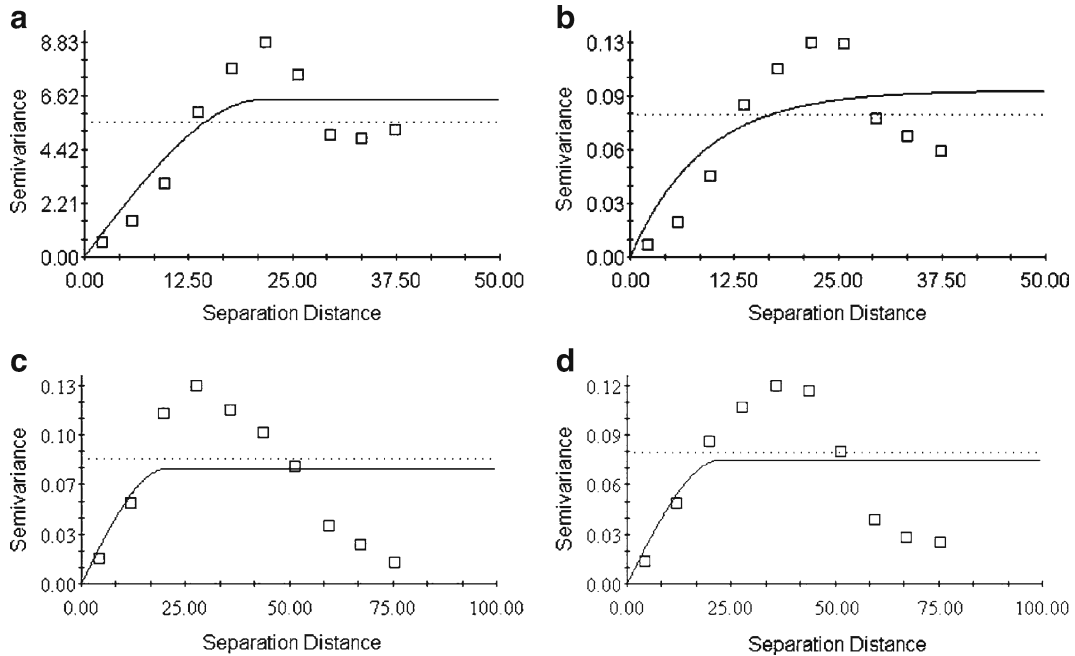 a
8.83
6.62
4.42
2.21
0.00
Semivariance
0.00 12.50 25.00 37.50 50.00
Separation Distance
b
0.13
0.09
0.06
0.03
0.00
Semivariance
0.00 12.50 25.00 37.50 50.00
Separation Distance
c
0.13
0.10
0.07
0.03
0.00
Semivariance
0.00 25.00 50.00 75.00 100.00
Separation Distance
d
0.12
0.09
0.06
0.03
0.00
Semivariance
0.00 25.00 50.00 75.00 100.00
Separation Distance